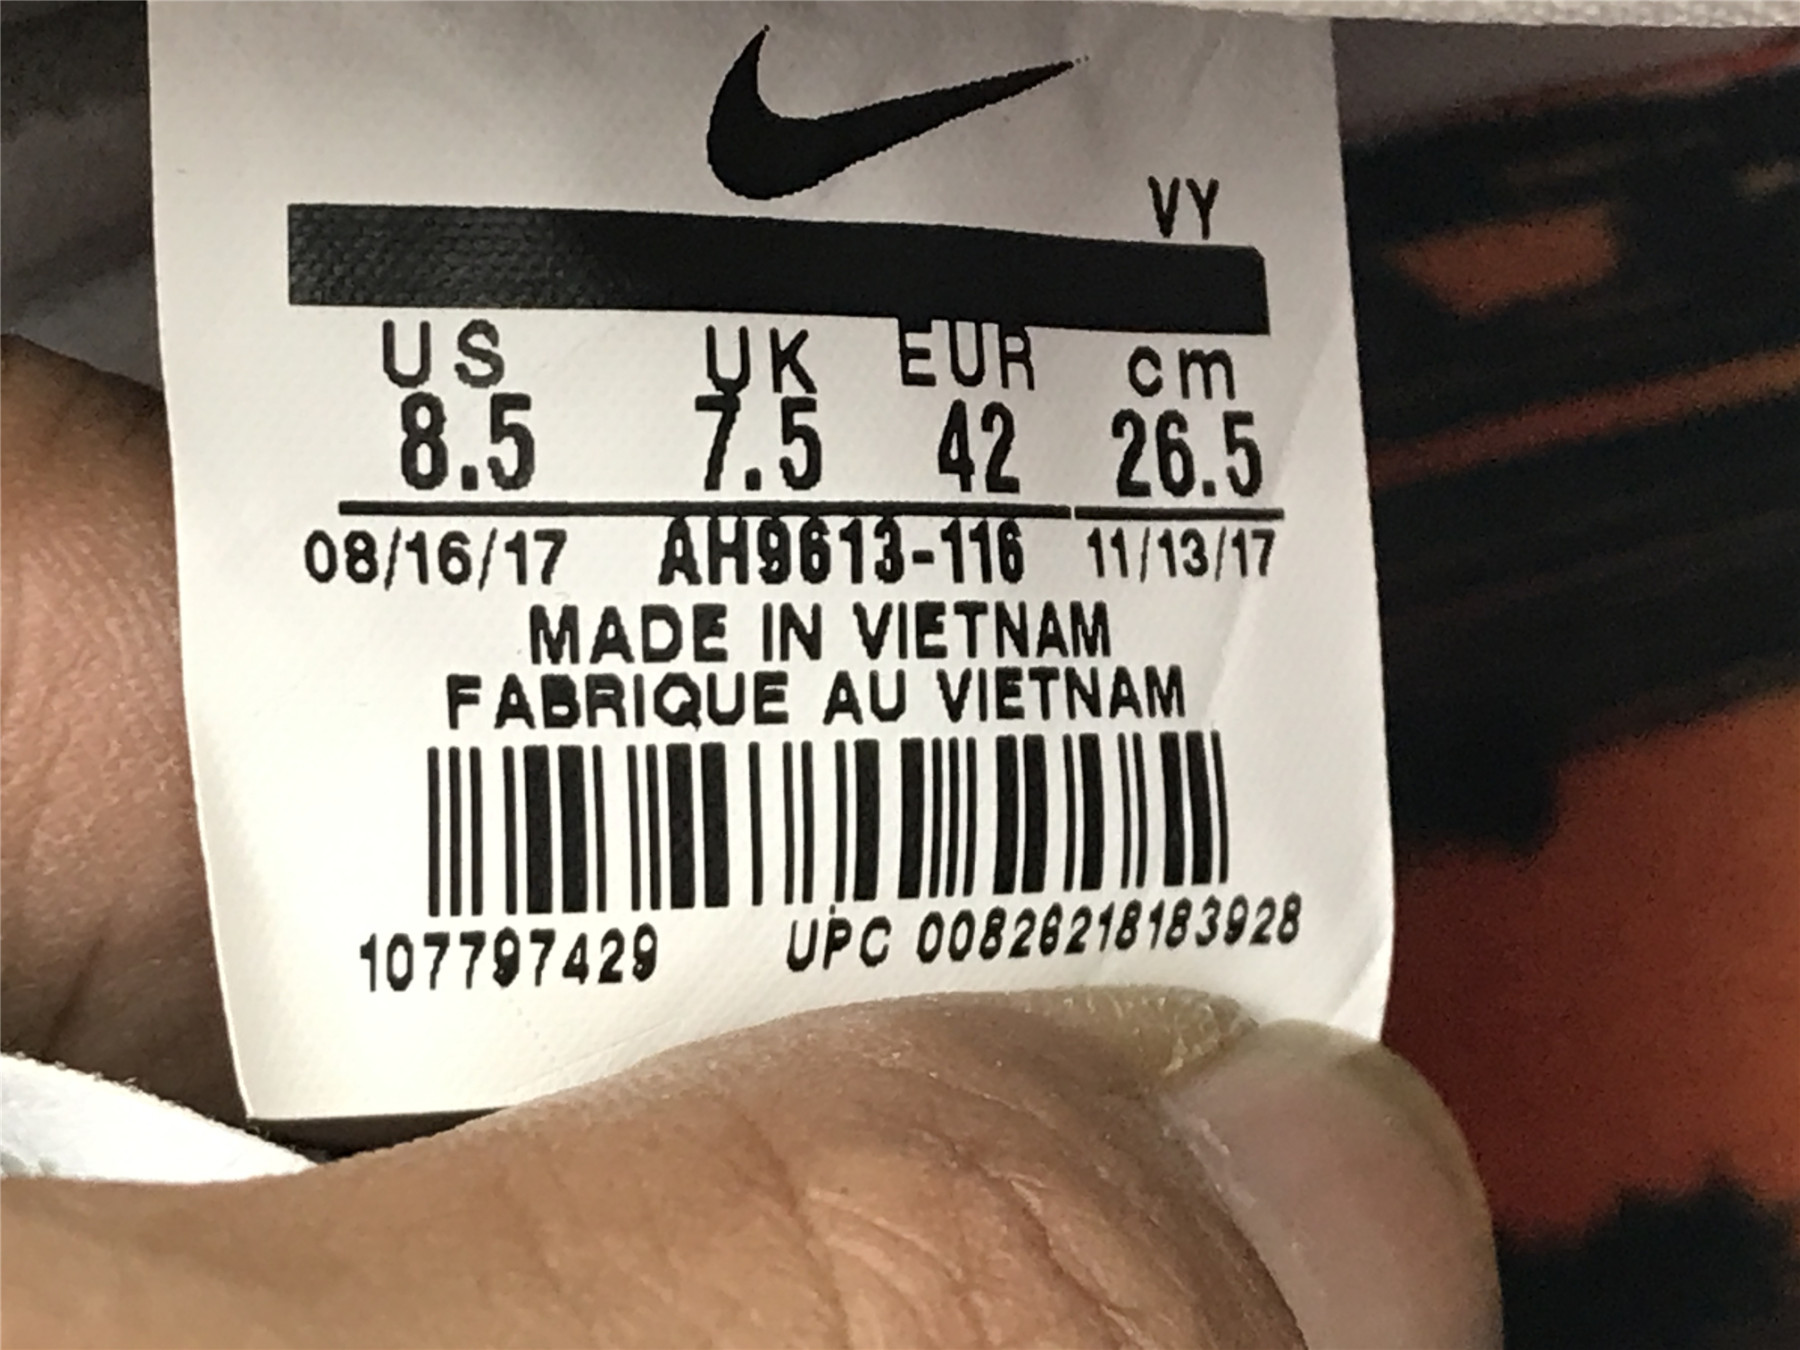 VY
US UK EUR cm
8.5 7.5 42 26.5
08/16/17 AH9613-116 11/13/17
MADE IN VIETNAM
FABRIQUE AU VIETNAM
107797429 UPC 00826218183928